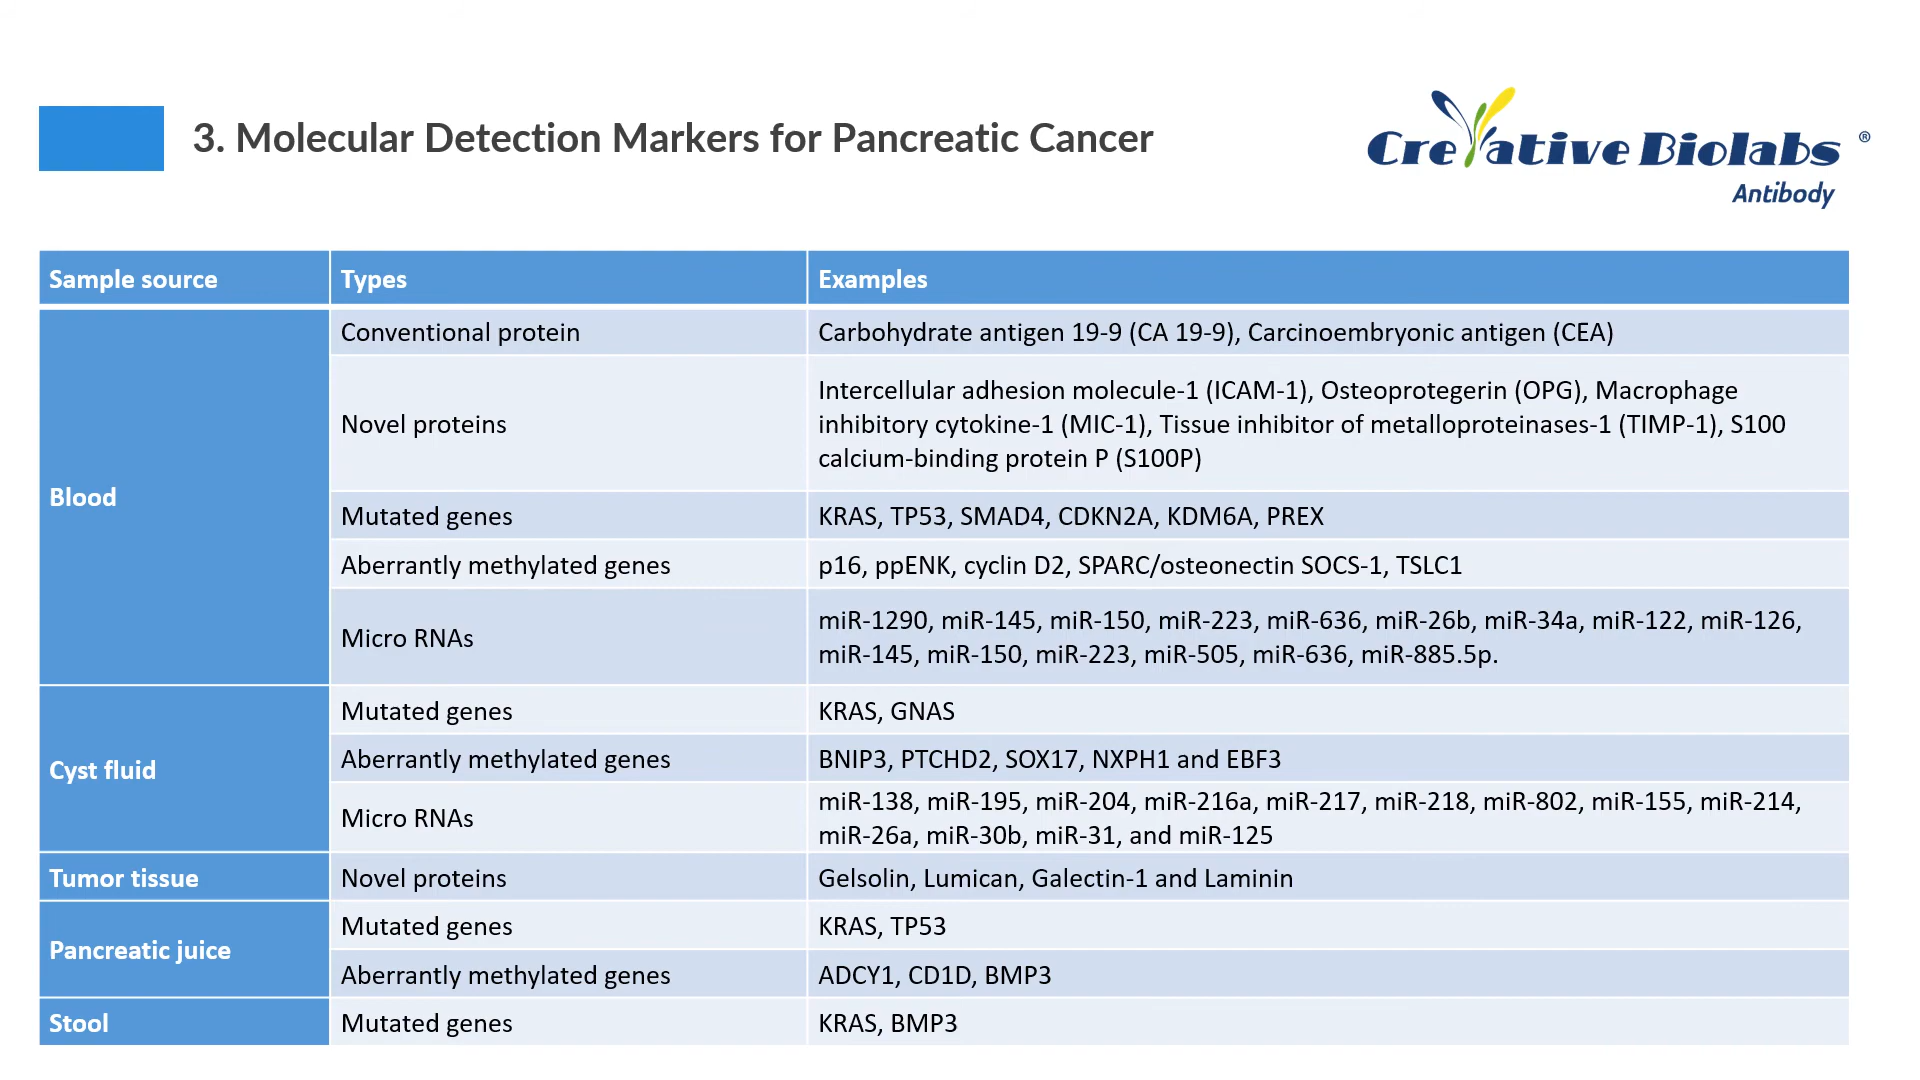 3. Molecular Detection Markers for Pancreatic Cancer
Creative Biolabs ®
Antibody
Sample source
Types
Examples
Blood
Conventional protein
Carbohydrate antigen 19-9 (CA 19-9), Carcinoembryonic antigen (CEA)
Novel proteins
Intercellular adhesion molecule-1 (ICAM-1), Osteoprotegerin (OPG), Macrophage
inhibitory cytokine-1 (MIC-1), Tissue inhibitor of metalloproteinases-1 (TIMP-1), S100
calcium-binding protein P (S100P)
Mutated genes
KRAS, TP53, SMAD4, CDKN2A, KDM6A, PREX
Aberrantly methylated genes
p16, ppENK, cyclin D2, SPARC/osteonectin SOCS-1, TSLC1
Micro RNAs
miR-1290, miR-145, miR-150, miR-223, miR-636, miR-26b, miR-34a, miR-122, miR-126,
miR-145, miR-150, miR-223, miR-505, miR-636, miR-885.5p.
Cyst fluid
Mutated genes
KRAS, GNAS
Aberrantly methylated genes
BNIP3, PTCHD2, SOX17, NXPH1 and EBF3
Micro RNAs
miR-138, miR-195, miR-204, miR-216a, miR-217, miR-218, miR-802, miR-155, miR-214,
miR-26a, miR-30b, miR-31, and miR-125
Tumor tissue
Novel proteins
Gelsolin, Lumican, Galectin-1 and Laminin
Pancreatic juice
Mutated genes
KRAS, TP53
Aberrantly methylated genes
ADCY1, CD1D, BMP3
Stool
Mutated genes
KRAS, BMP3